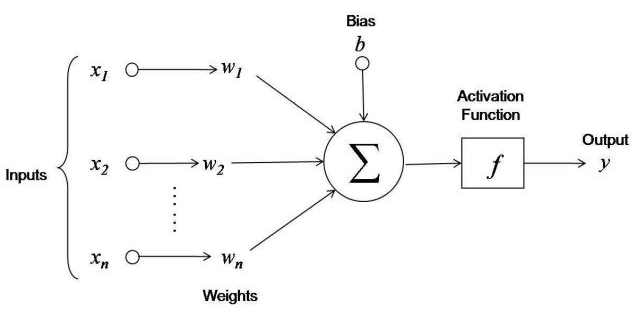 Bias
b
x1
w1
Activation
Function
Inputs
x2
w2
Σ
f
Output
y
xn
wn
Weights